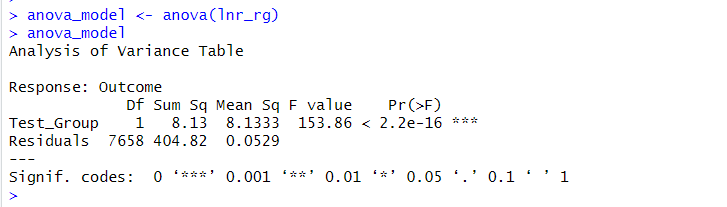 > anova_model <- anova(lnr_rg)
> anova_model
Analysis of Variance Table
Response: Outcome
Df Sum Sq Mean Sq F value Pr(>F)
Test_Group 1 8.13 8.1333 153.86 < 2.2e-16 ***
Residuals 7658 404.82 0.0529
---
Signif. codes: 0 ‘***’ 0.001 ‘**’ 0.01 ‘*’ 0.05 ‘.’ 0.1 ‘ ’ 1
>